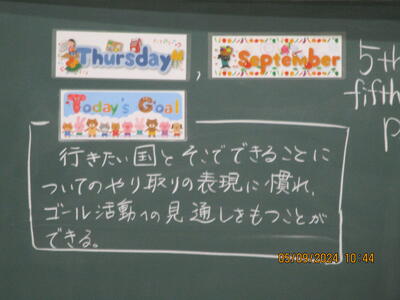 Thursday, September 5th
fifth
Today's Goal
行きたい国とそこでできることに
ついてのやり取りの表現に慣れ、
ゴール活動への見通しをもつことが
できる。
05/09/2024 10:44